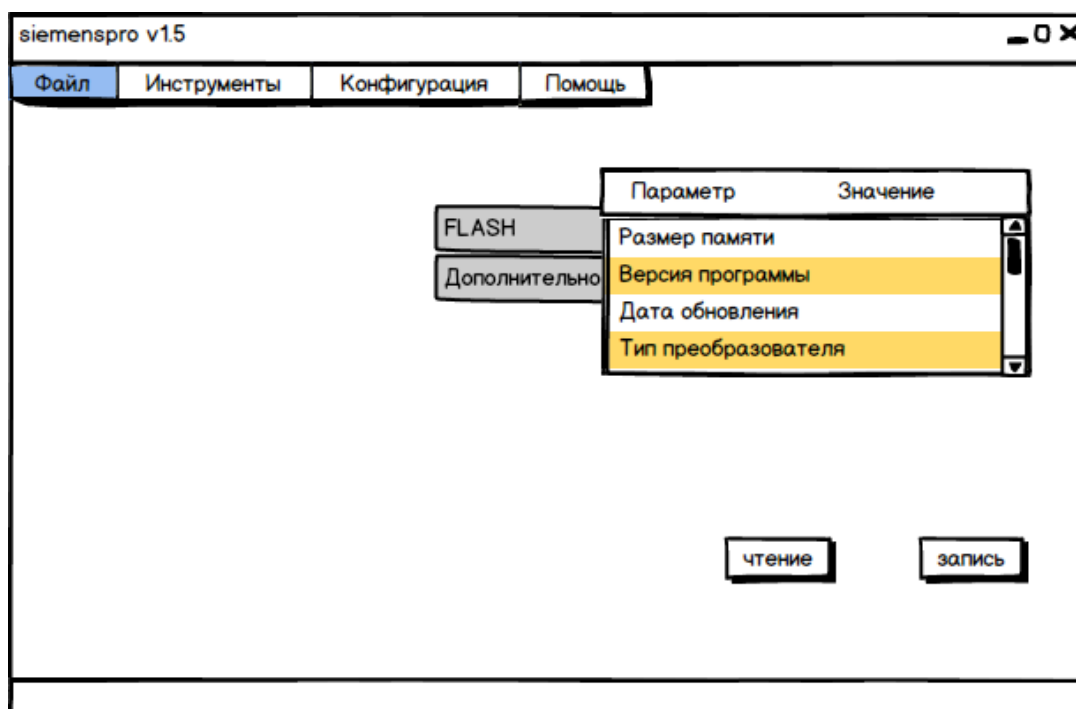 siemenspro v1.5
Файл Инструменты Конфигурация Помощь
Параметр Значение
FLASH
Дополнительно
Размер памяти
Версия программы
Дата обновления
Тип преобразователя
чтение запись